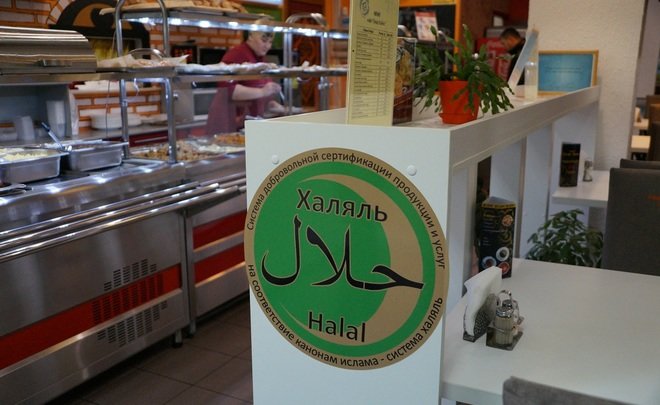 Система добровольной сертификации продукции и услуг
Халяль
حلال
Halal
на соответствие канонам ислама - система халяль